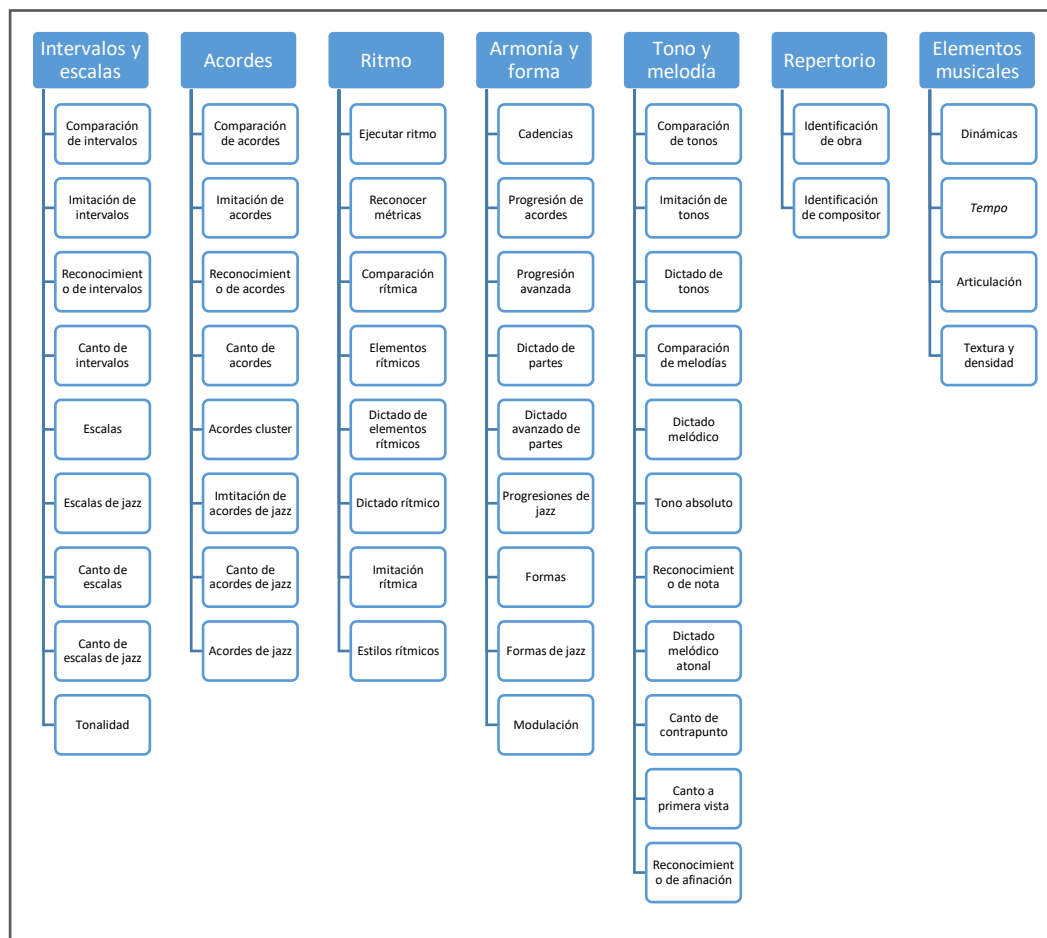 Intervalos y
escalas
Comparación
de intervalos
Imitación de
intervalos
Reconocimient
o de intervalos
Canto de
intervalos
Escalas
Escalas de jazz
Canto de
escalas
Canto de
escalas de jazz
Tonalidad
Acordes
Comparación
de acordes
Imitación de
acordes
Reconocimient
o de acordes
Canto de
acordes
Acordes cluster
Imtitación de
acordes de jazz
Canto de
acordes de jazz
Acordes de jazz
Ritmo
Ejecutar ritmo
Reconocer
métricas
Comparación
rítmica
Elementos
rítmicos
Dictado de
elementos
rítmicos
Dictado rítmico
Imitación
rítmica
Estilos rítmicos
Armonía y
forma
Cadencias
Progresión de
acordes
Progresión
avanzada
Dictado de
partes
Dictado
avanzado de
partes
Progresiones de
jazz
Formas
Formas de jazz
Modulación
Tono y
melodía
Comparación
de tonos
Imitación de
tonos
Dictado de
tonos
Comparación
de melodías
Dictado
melódico
Tono absoluto
Reconocimient
o de nota
Dictado
melódico
atonal
Canto de
contrapunto
Canto a
primera vista
Reconocimient
o de afinación
Repertorio
Identificación
de obra
Identificación
de compositor
Elementos
musicales
Dinámicas
Tempo
Articulación
Textura y
densidad